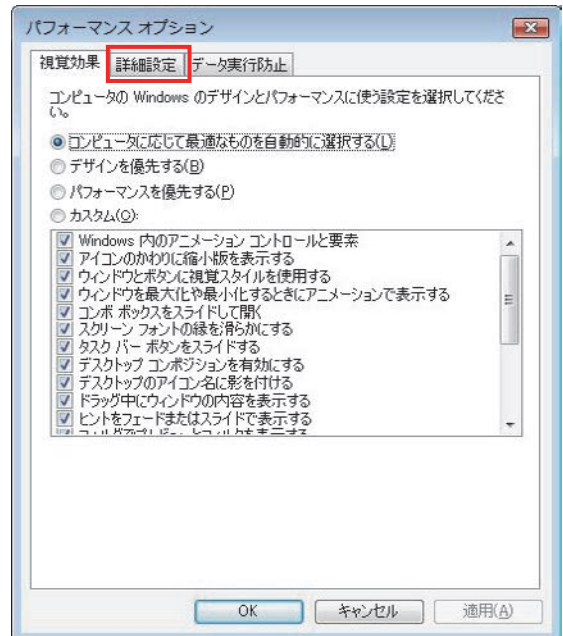 パフォーマンス オプション
視覚効果 詳細設定 データ実行防止
コンピュータの Windows のデザインとパフォーマンスに使う設定を選択してくださ
い。
コンピュータに応じて最適なものを自動的に選択する(L)
デザインを優先する(B)
パフォーマンスを優先する(P)
カスタム(C):
Windows 内のアニメーション コントロールと要素
アイコンのかわりに縮小版を表示する
ウィンドウとボタンに視覚スタイルを使用する
ウィンドウを最大化や最小化するときにアニメーションで表示する
コンボ ボックスをスライドして開く
スクリーン フォントの縁を滑らかにする
タスク バー ボタンをスライドする
デスクトップ コンポジションを有効にする
デスクトップのアイコン名に影を付ける
ドラッグ中にウィンドウの内容を表示する
ヒントをフェードまたはスライドで表示する
OK キャンセル 適用(A)